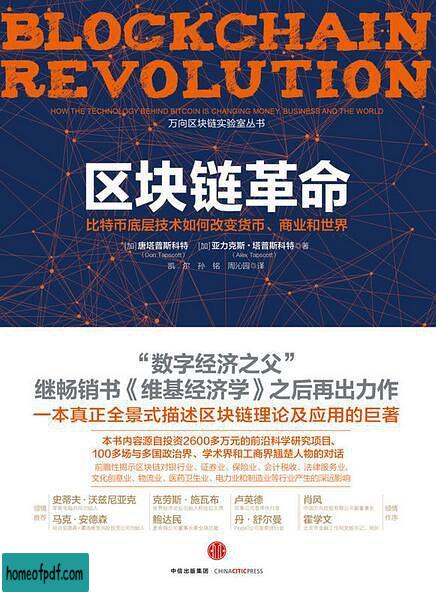 BLOCKCHAIN
REVOLUTION
HOW THE TECHNOLOGY BEHIND BITCOIN IS CHANGING MONEY, BUSINESS AND THE WORLD
万向区块链实验室丛书
区块链革命
比特币底层技术如何改变货币、商业和世界
[加]唐塔普斯科特 [加]亚力克斯·塔普斯科特◎著
(Don Tapscott) (Alex Tapscott)
凯尔 孙铭 周沁园◎译
“数字经济之父”
继畅销书《维基经济学》之后再出力作
一本真正全景式描述区块链理论及应用的巨著
本书内容源自投资2600多万元的前沿科学研究项目、
100多场与多国政治界、学术界和工商界翘楚人物的对话
前瞻性揭示区块链对银行业、证券业、保险业、会计税收、法律服务业、
文化创意业、物流业、医药卫生业、电力业和制造业等行业产生的深远影响
倾情推荐
史蒂夫·沃兹尼亚克 克劳斯·施瓦布 卢英德 肖风
马克·安德森 鲍达民 丹·舒尔曼 霍学文
倾情作序
中信出版集团·CHINACITICPRESS
homeofpdf.com